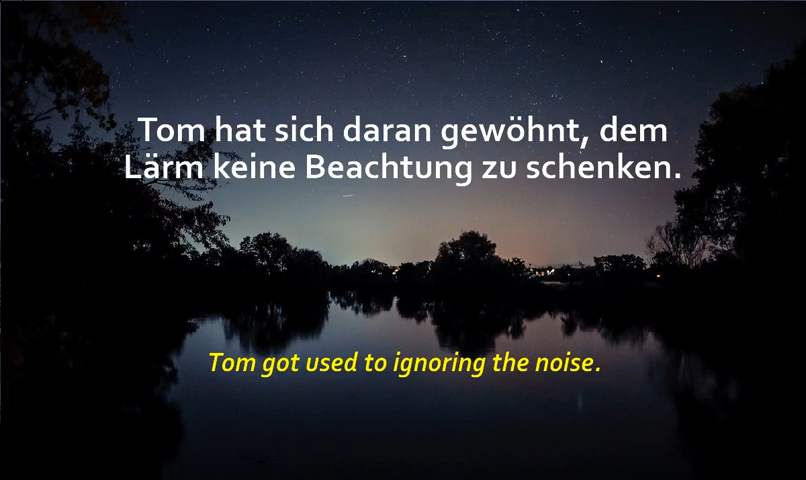 Tom hat sich daran gewöhnt, dem
Lärm keine Beachtung zu schenken.
Tom got used to ignoring the noise.